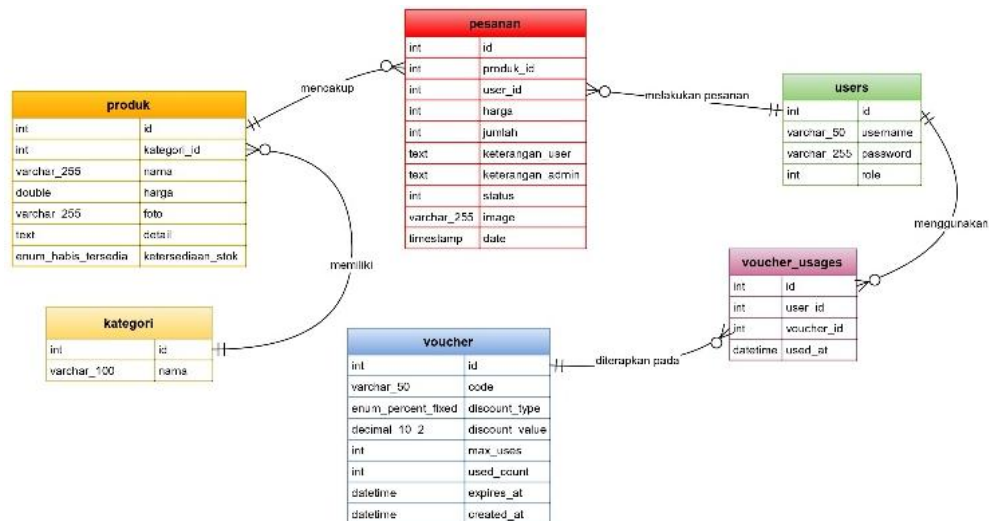 pesanan
int id
int produk_id
int user_id
int harga
int jumlah
text keterangan_user
text keterangan_admin
int status
varchar_255 image
timestamp date
mencakup
melakukan pesanan
produk
int id
int kategori_id
varchar_255 nama
double harga
varchar_255 foto
text detail
enum_habis_tersedia ketersediaan_stok
users
int id
varchar_50 username
varchar_255 password
int role
menggunakan
memiliki
voucher_usages
int id
int user_id
int voucher_id
datetime used_at
kategori
int id
varchar_100 nama
diterapkan pada
voucher
int id
varchar_50 code
enum_percent_fixed discount_type
decimal_10_2 discount_value
int max_uses
int used_count
datetime expires_at
datetime created_at